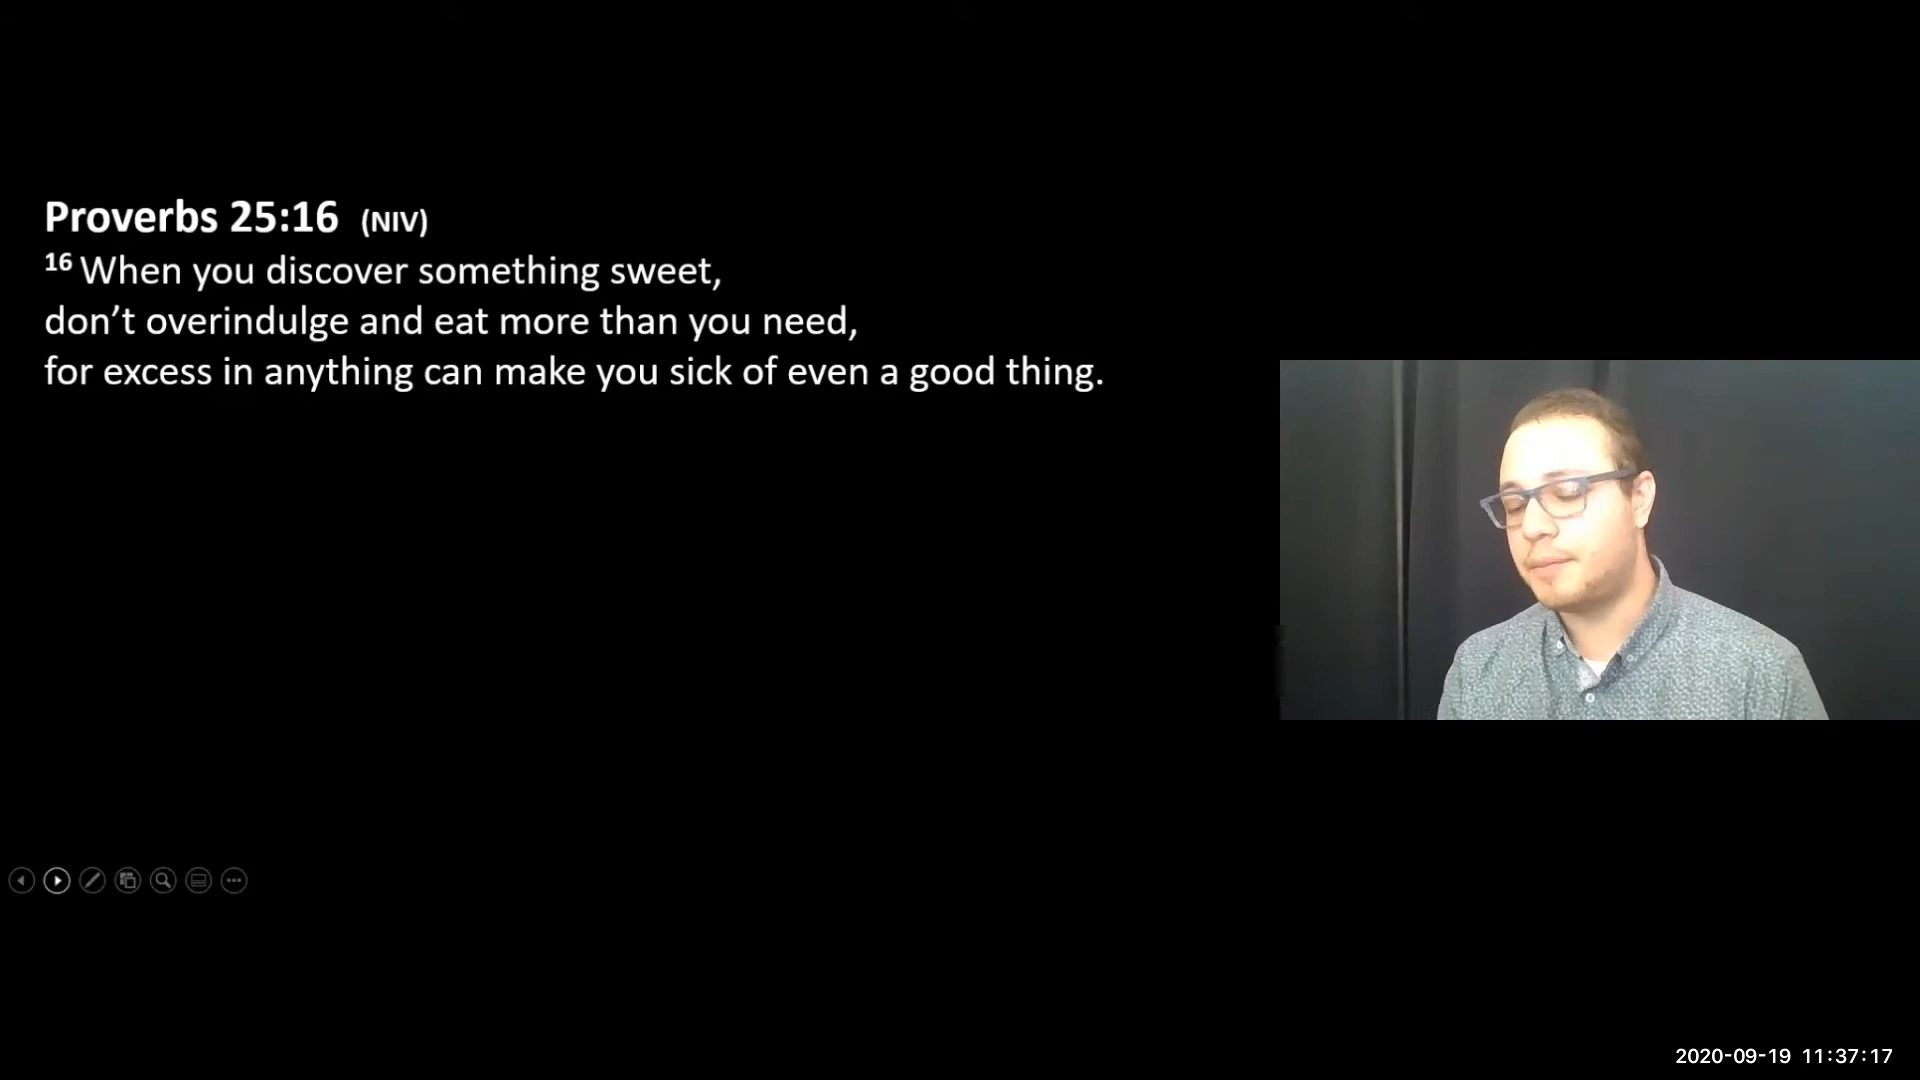 Proverbs 25:16 (NIV)
16 When you discover something sweet,
don’t overindulge and eat more than you need,
for excess in anything can make you sick of even a good thing.
2020-09-19 11:37:17